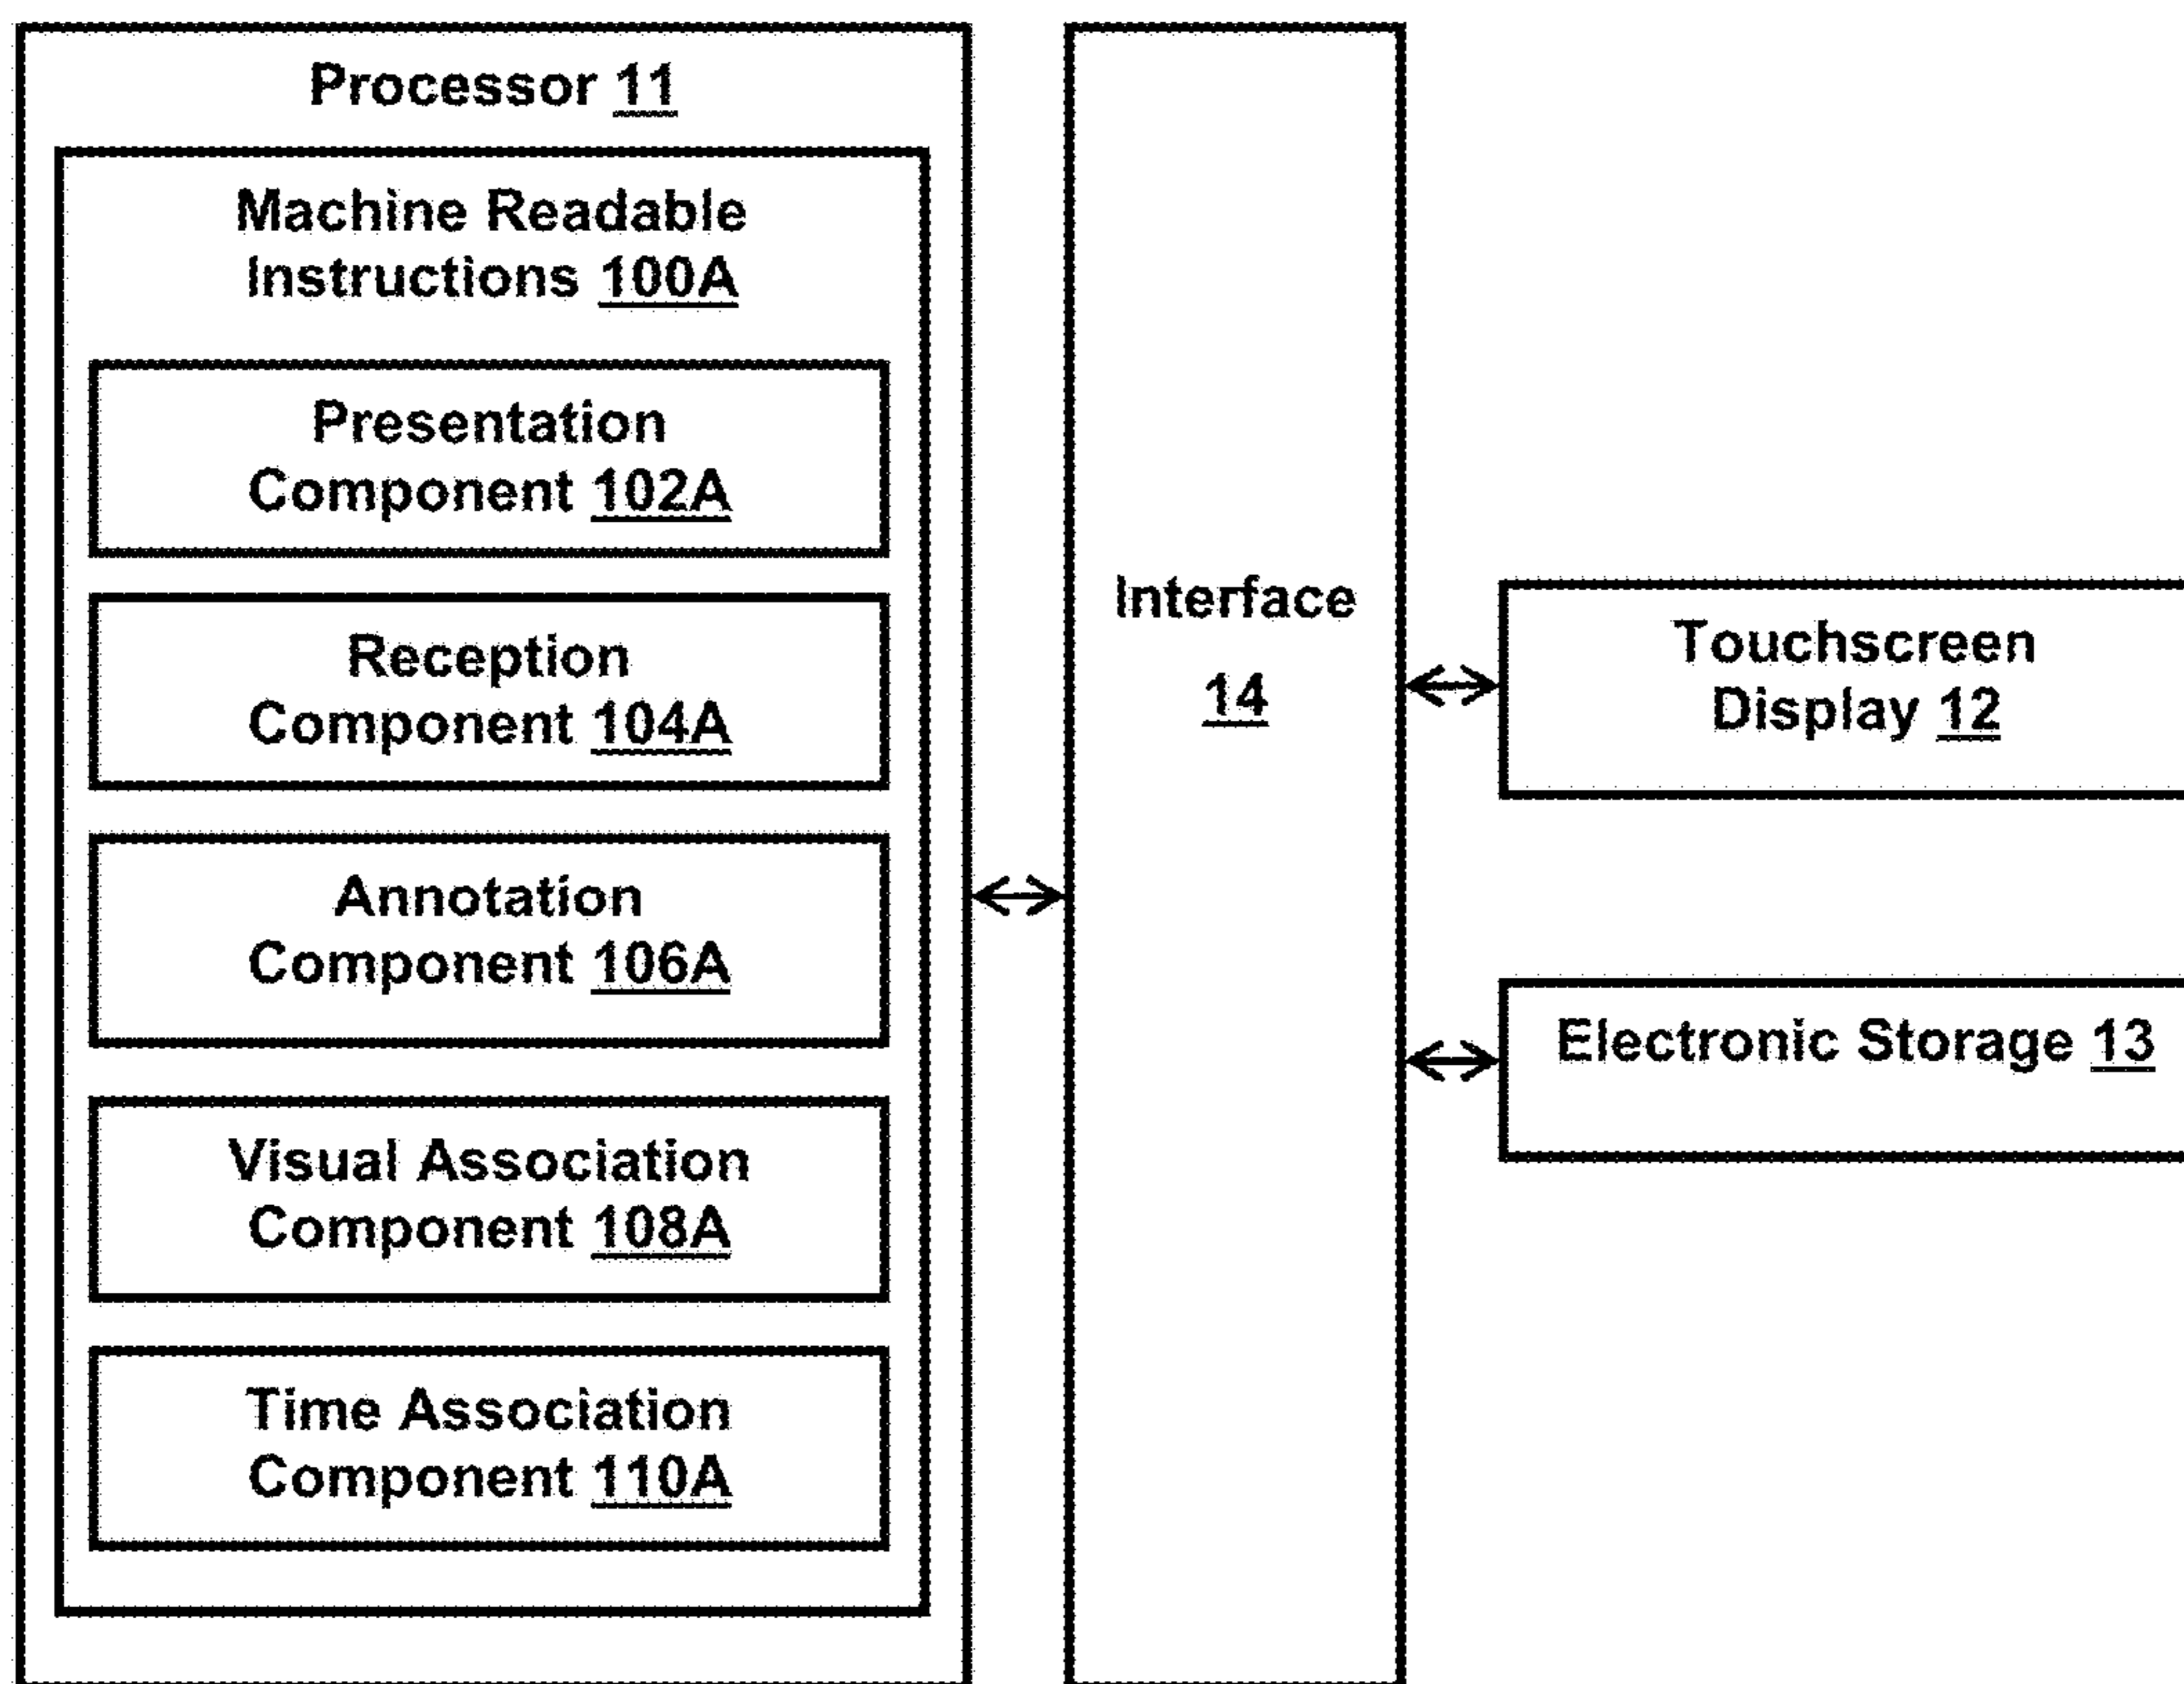 Processor 11
Machine Readable
Instructions 100A
Presentation
Component 102A
Reception
Component 104A
Annotation
Component 106A
Visual Association
Component 108A
Time Association
Component 110A
Interface
14
Touchscreen
Display 12
Electronic Storage 13